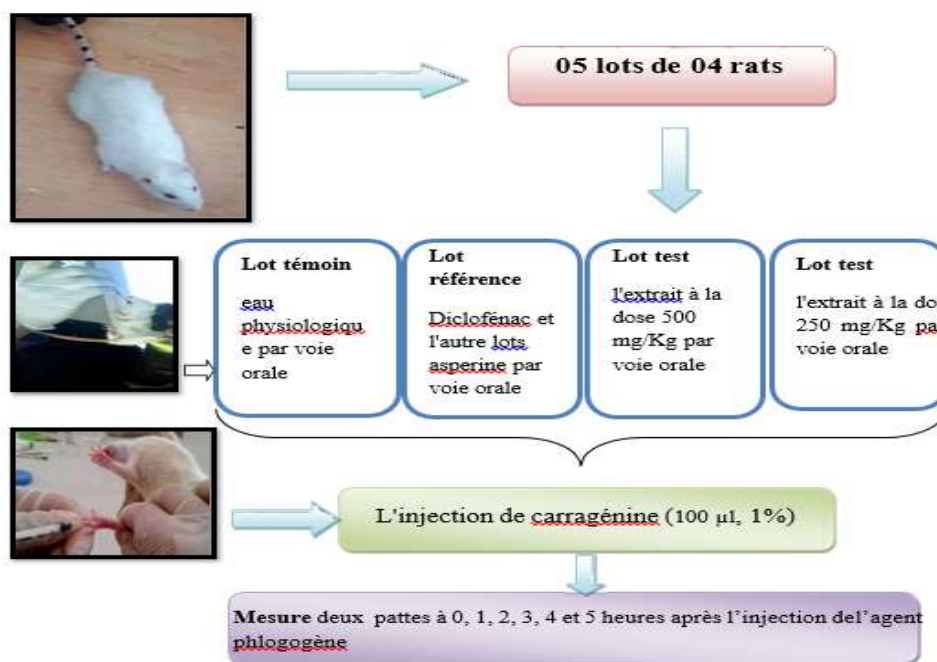 05 lots de 04 rats
Lot témoin
eau
physiologiqu
e par voie
orale
Lot
référence
Diclofénac et
l'autre lots
asperine par
voie orale
Lot test
l'extrait à la
dose 500
mg/Kg par
voie orale
Lot test
l'extrait à la do
250 mg/Kg pa
voie orale
L'injection de carragénine (100 µl, 1%)
Mesure deux pattes à 0, 1, 2, 3, 4 et 5 heures après l'injection del'agent
phlogogène